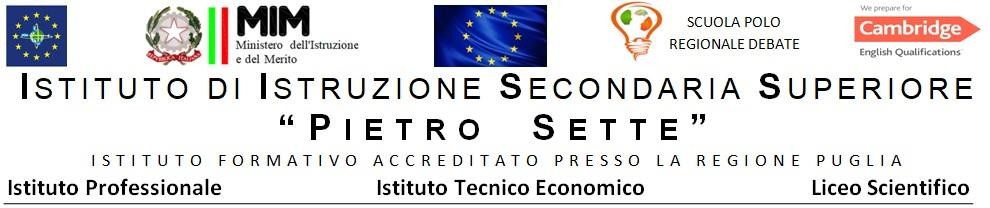 MIM
Ministero dell'Istruzione
e del Merito
SCUOLA POLO
REGIONALE DEBATE
We prepare for
Cambridge
English Qualifications
ISTITUTO DI ISTRUZIONE SECONDARIA SUPERIORE
“PIETRO SETTE”
ISTITUTO FORMATIVO ACCREDITATO PRESSO LA REGIONE PUGLIA
Istituto Professionale Istituto Tecnico Economico Liceo Scientifico